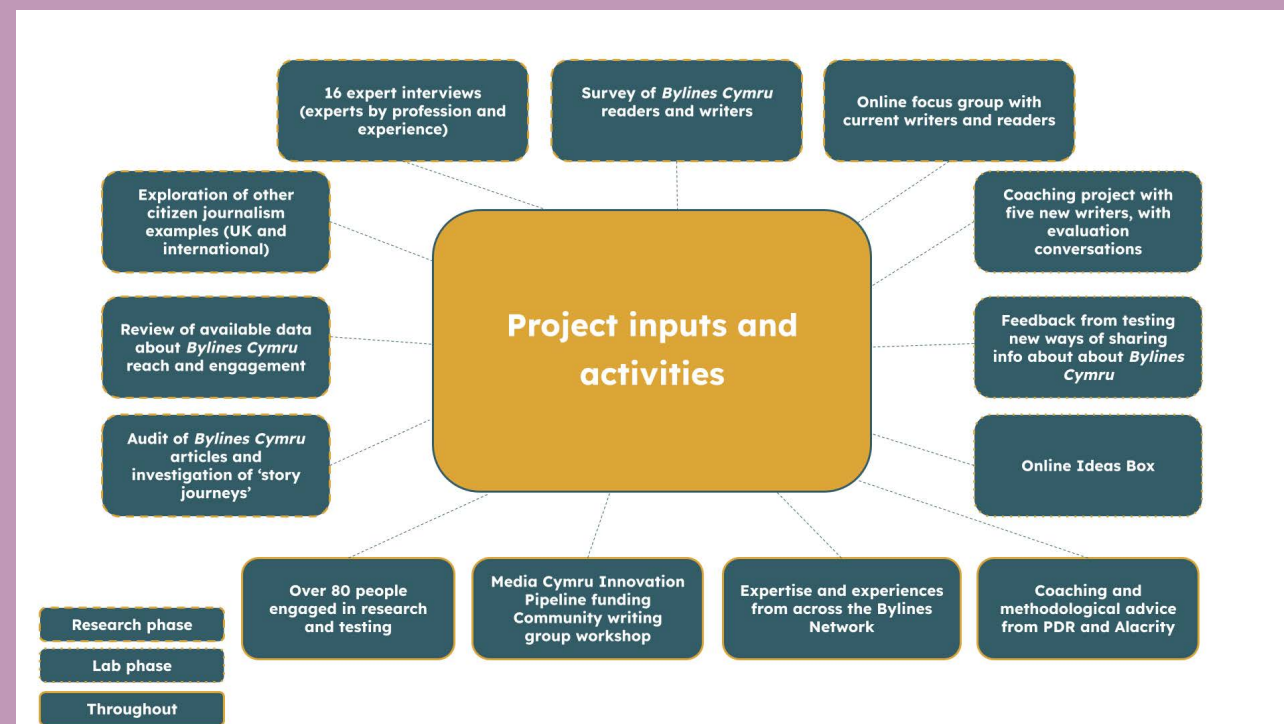 16 expert interviews
(experts by profession and
experience)
Survey of Bylines Cymru
readers and writers
Online focus group with
current writers and readers
Exploration of other
citizen journalism
examples (UK and
international)
Coaching project with
five new writers, with
evaluation
conversations
Project inputs and
activities
Review of available data
about Bylines Cymru
reach and engagement
Feedback from testing
new ways of sharing
info about about Bylines
Cymru
Audit of Bylines Cymru
articles and
investigation of ‘story
journeys’
Online Ideas Box
Over 80 people
engaged in research
and testing
Media Cymru Innovation
Pipeline funding
Community writing
group workshop
Expertise and experiences
from across the Bylines
Network
Coaching and
methodological advice
from PDR and Alacrity
Research phase
Lab phase
Throughout